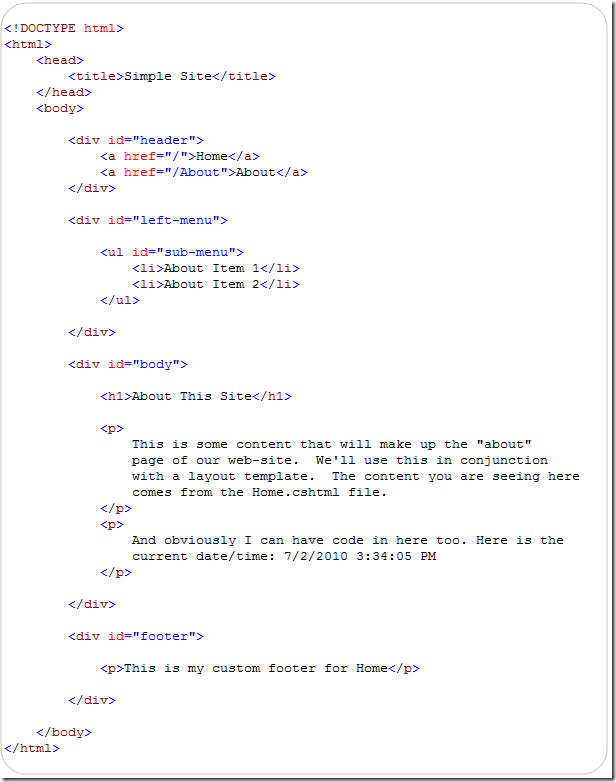 <!DOCTYPE html>
<html>
    <head>
        <title>Simple Site</title>
    </head>
    <body>

        <div id="header">
            <a href="/">Home</a>
            <a href="/About">About</a>
        </div>

        <div id="left-menu">

            <ul id="sub-menu">
                <li>About Item 1</li>
                <li>About Item 2</li>
            </ul>

        </div>

        <div id="body">

            <h1>About This Site</h1>

            <p>
                This is some content that will make up the "about"
                page of our web-site.  We'll use this in conjunction
                with a layout template.  The content you are seeing here
                comes from the Home.cshtml file.
            </p>
            <p>
                And obviously I can have code in here too. Here is the
                current date/time: 7/2/2010 3:34:05 PM
            </p>

        </div>

        <div id="footer">

            <p>This is my custom footer for Home</p>

        </div>

    </body>
</html>